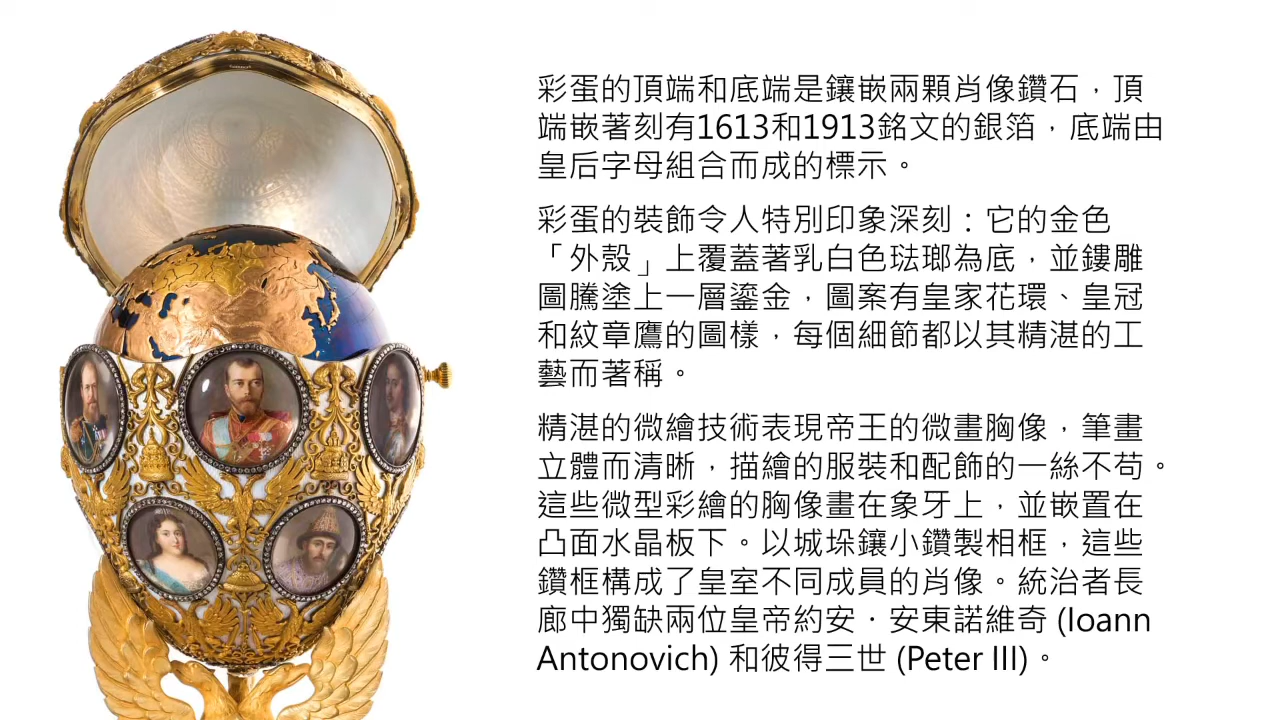 彩蛋的頂端和底端是鑲嵌兩顆肖像鑽石，頂
端嵌著刻有1613和1913銘文的銀箔，底端由
皇后字母組合而成的標示。
彩蛋的裝飾令人特別印象深刻：它的金色
「外殼」上覆蓋著乳白色琺瑯為底，並鏤雕
圖騰塗上一層鎏金，圖案有皇家花環、皇冠
和紋章鷹的圖樣，每個細節都以其精湛的工
藝而著稱。
精湛的微繪技術表現帝王的微畫胸像，筆畫
立體而清晰，描繪的服裝和配飾的一絲不苟。
這些微型彩繪的胸像畫在象牙上，並嵌置在
凸面水晶板下。以城垛鑲小鑽製相框，這些
鑽框構成了皇室不同成員的肖像。統治者長
廊中獨缺兩位皇帝約安．安東諾維奇 (Ioann
Antonovich) 和彼得三世 (Peter III)。